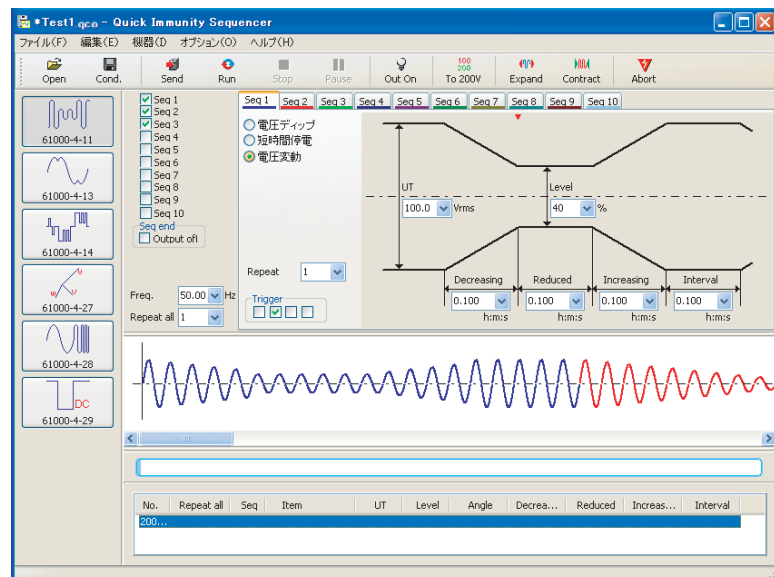 *Test1.qco - Quick Immunity Sequencer
ファイル(F) 編集(E) 機器(I) オプション(O) ヘルプ(H)
Open Cond. Send Run Stop Pause Out On 100 200 To 200V Expand Contract Abort
61000-4-11
61000-4-13
61000-4-14
61000-4-27
61000-4-28
DC
61000-4-29
Seq 1
Seq 2
Seq 3
Seq 4
Seq 5
Seq 6
Seq 7
Seq 8
Seq 9
Seq 10
Seq end
Output ofl
Freq. 50.00 Hz
Repeat all 1
Seq 1 Seq 2 Seq 3 Seq 4 Seq 5 Seq 6 Seq 7 Seq 8 Seq 9 Seq 10
電圧ディップ
短時間停電
電圧変動
Repeat 1
Trigger
UT
100.0 Vrms
Level
40 %
Decreasing Reduced Increasing Interval
0.100 0.100 0.100 0.100
h:m:s h:m:s h:m:s h:m:s
No. Repeat all Seq Item UT Level Angle Decrea... Reduced Increas... Interval
200...